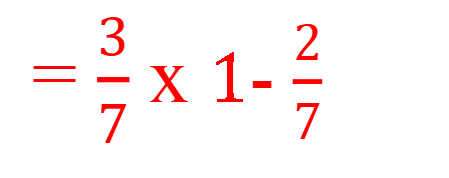 = 3/7 x 1- 2/7